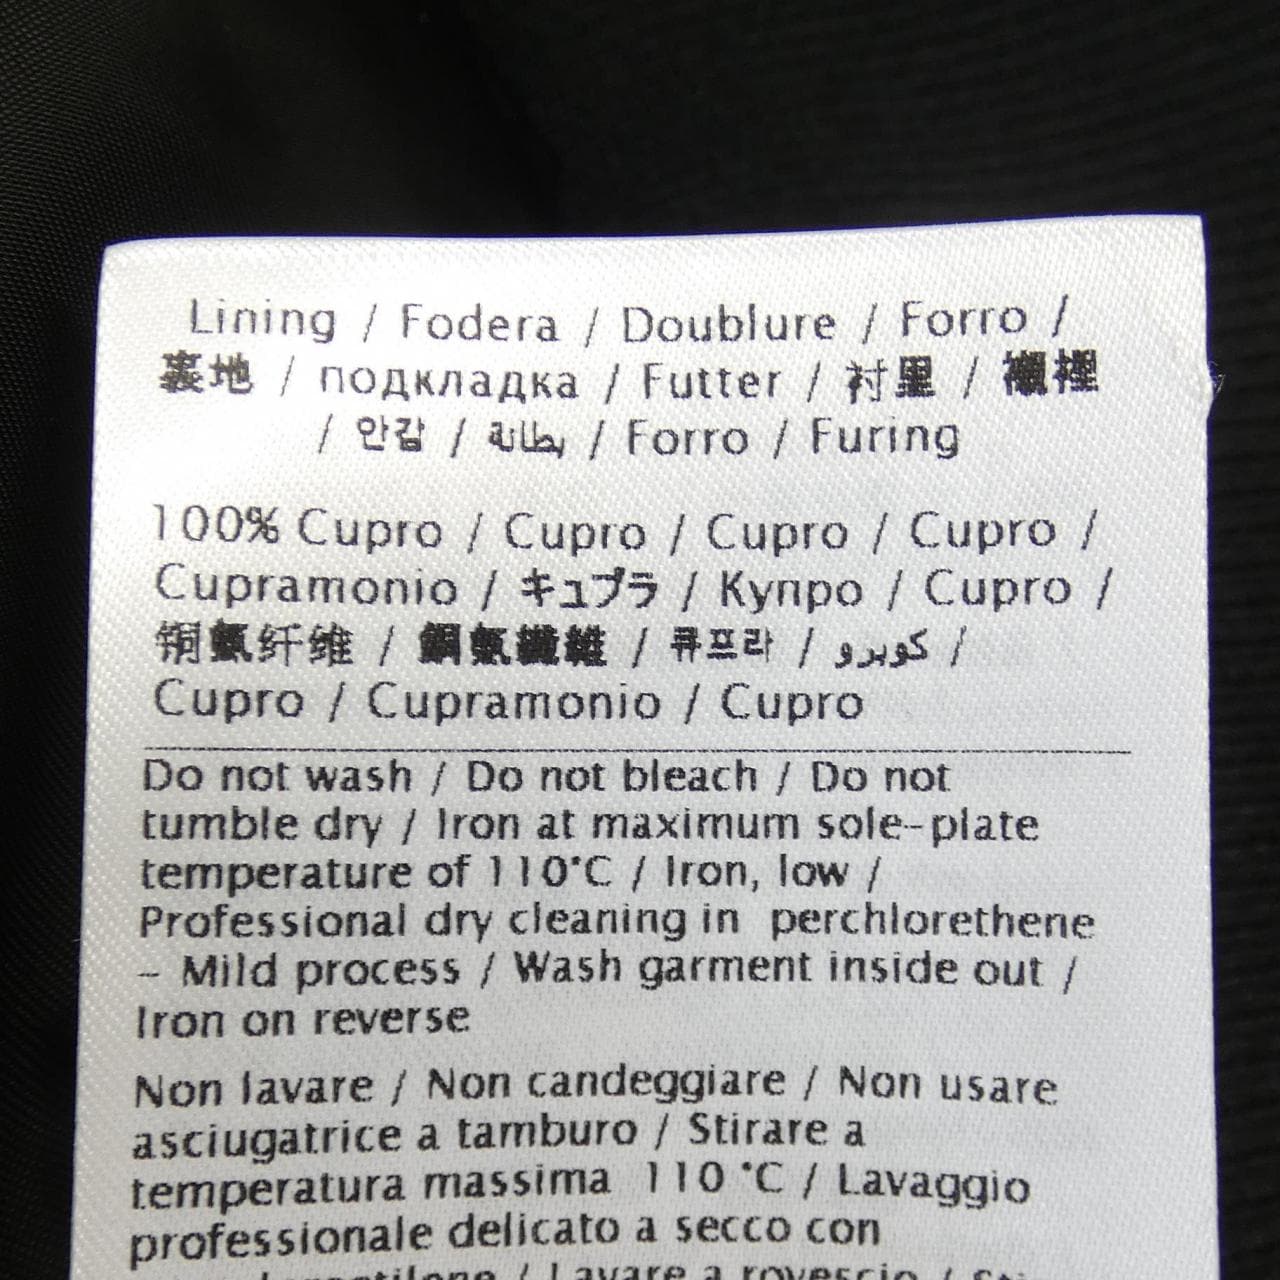 Lining / Fodera / Doublure / Forro /
裏地 / подкладка / Futter / 衬里 / 襯裡
/ 안감 / بطانة / Forro / Furing
100% Cupro / Cupro / Cupro / Cupro /
Cupramonio / キュプラ / Купро / Cupro /
铜氨纤维 / 銅氨纖維 / 큐프라 / كوبرو /
Cupro / Cupramonio / Cupro
Do not wash / Do not bleach / Do not
tumble dry / Iron at maximum sole-plate
temperature of 110°C / Iron, low /
Professional dry cleaning in perchlorethene
- Mild process / Wash garment inside out /
Iron on reverse
Non lavare / Non candeggiare / Non usare
asciugatrice a tamburo / Stirare a
temperatura massima 110 °C / Lavaggio
professionale delicato a secco con
/ Lavare a rovescio /